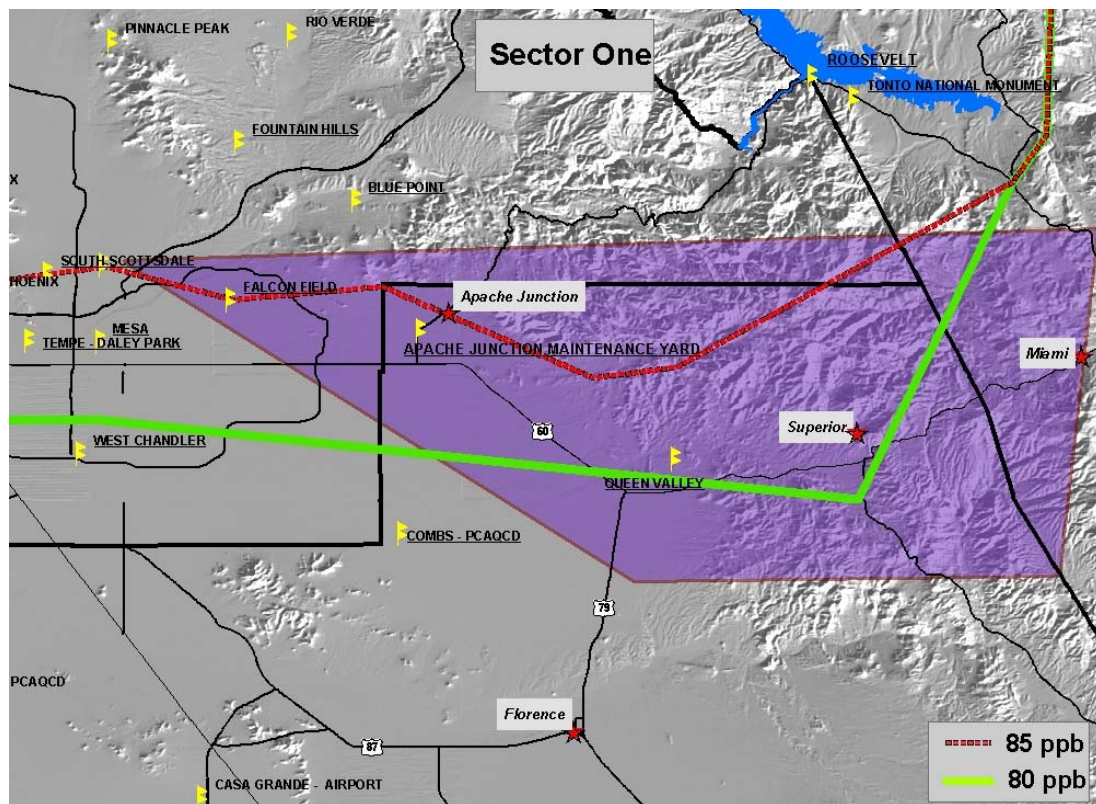 PINNACLE PEAK
RIO VERDE
Sector One
ROOSEVELT
TONTO NATIONAL MONUMENT
FOUNTAIN HILLS
X
BLUE POINT
SOUTH SCOTTSDALE
HOENIX
FALCON FIELD
Apache Junction
MESA
TEMPE - DALEY PARK
APACHE JUNCTION MAINTENANCE YARD
Miami
Superior
60
WEST CHANDLER
QUEEN VALLEY
COMBS - PCAQCD
79
PCAQCD
Florence
87
85 ppb
80 ppb
CASA GRANDE - AIRPORT